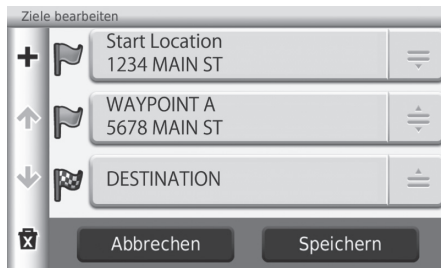 Ziele bearbeiten
Start Location
1234 MAIN ST
WAYPOINT A
5678 MAIN ST
DESTINATION
Abbrechen
Speichern